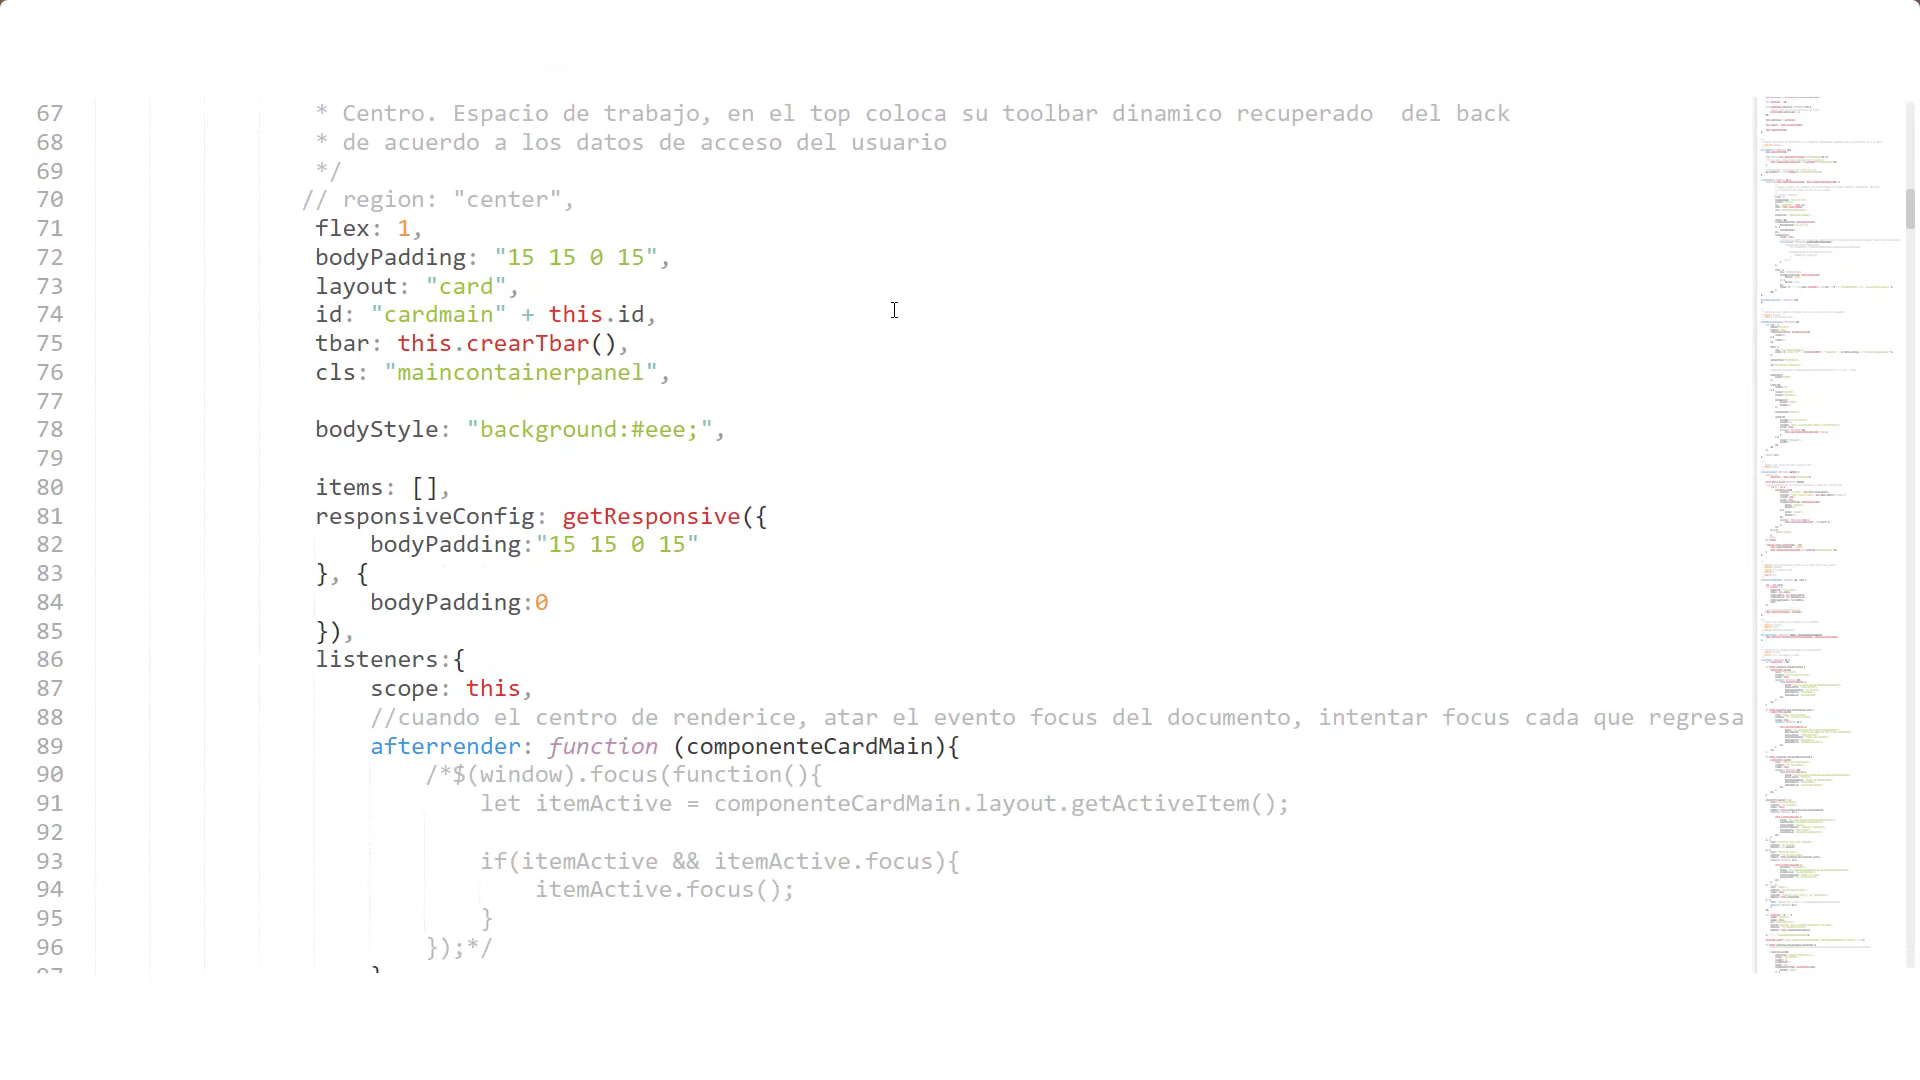 67 * Centro. Espacio de trabajo, en el top coloca su toolbar dinamico recuperado  del back
68 * de acuerdo a los datos de acceso del usuario
69 */
70 // region: "center",
71 flex: 1,
72 bodyPadding: "15 15 0 15",
73 layout: "card",
74 id: "cardmain" + this.id,
75 tbar: this.crearTbar(),
76 cls: "maincontainerpanel",
77
78 bodyStyle: "background:#eee;",
79
80 items: [],
81 responsiveConfig: getResponsive({
82 bodyPadding:"15 15 0 15"
83 }, {
84 bodyPadding:0
85 }),
86 listeners:{
87 scope: this,
88 //cuando el centro de renderice, atar el evento focus del documento, intentar focus cada que regresa
89 afterrender: function (componenteCardMain){
90 /*$(window).focus(function(){
91 let itemActive = componenteCardMain.layout.getActiveItem();
92
93 if(itemActive && itemActive.focus){
94 itemActive.focus();
95 }
96 });*/